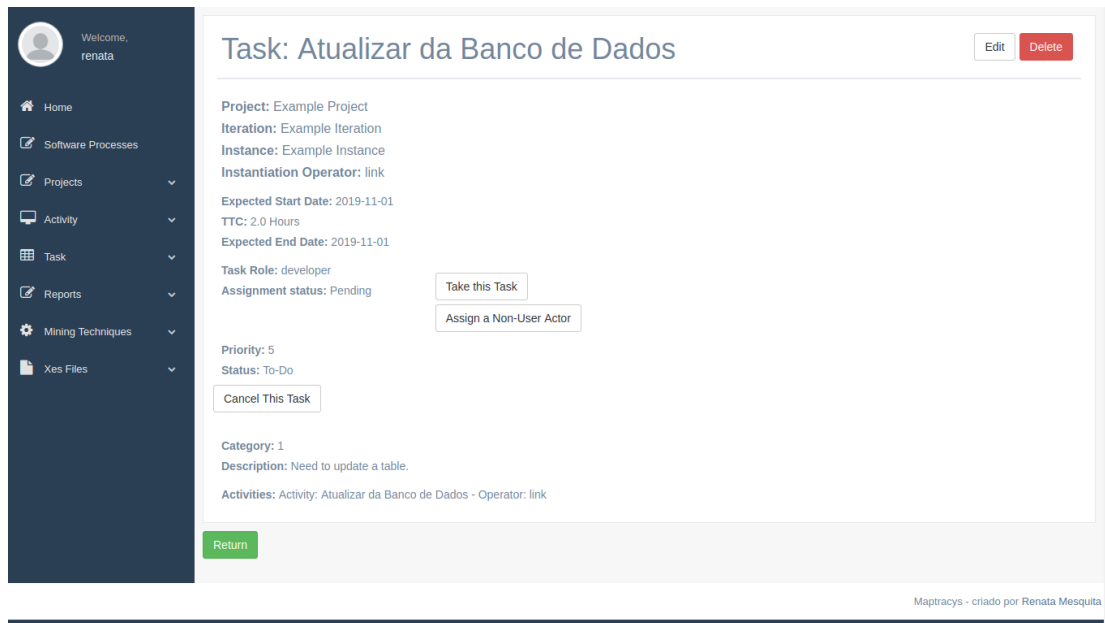 Welcome,
renata
Home
Software Processes
Projects
Activity
Task
Reports
Mining Techniques
Xes Files
Task: Atualizar da Banco de Dados
Edit
Delete
Project: Example Project
Iteration: Example Iteration
Instance: Example Instance
Instantiation Operator: link
Expected Start Date: 2019-11-01
TTC: 2.0 Hours
Expected End Date: 2019-11-01
Task Role: developer
Assignment status: Pending
Take this Task
Assign a Non-User Actor
Priority: 5
Status: To-Do
Cancel This Task
Category: 1
Description: Need to update a table.
Activities: Activity: Atualizar da Banco de Dados - Operator: link
Return
Maptracys - criado por Renata Mesquita